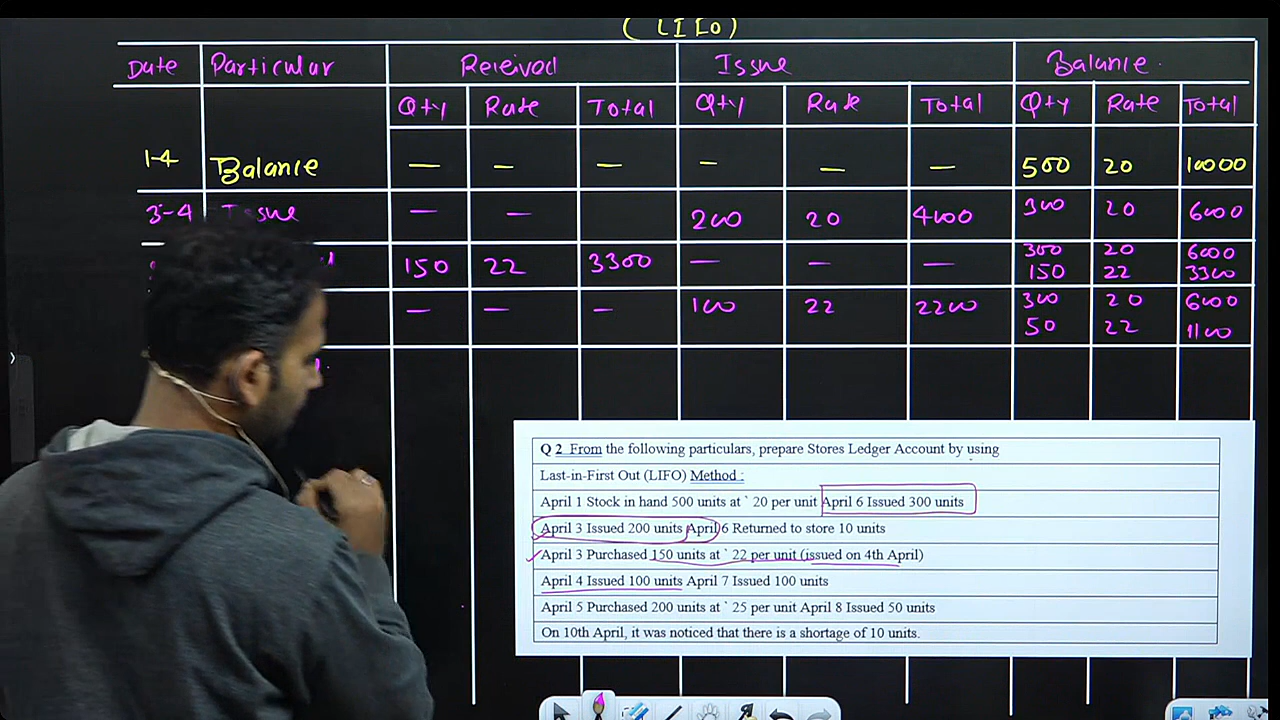 (LIFO)
Date Particular Reieived Issue Balance
Qty Rate Total Qty Rate Total Qty Rate Total
1-4 Balance — — — — — — 500 20 10000
3-4 Issue — — 200 20 4000 300 20 6000
150 22 3300 — — — 300 20 6000
150 22 3300
— — — 100 22 2200 300 20 6000
50 22 1100
Q 2 From the following particulars, prepare Stores Ledger Account by using
Last-in-First Out (LIFO) Method :
April 1 Stock in hand 500 units at ` 20 per unit April 6 Issued 300 units
April 3 Issued 200 units April 6 Returned to store 10 units
April 3 Purchased 150 units at ` 22 per unit (issued on 4th April)
April 4 Issued 100 units April 7 Issued 100 units
April 5 Purchased 200 units at ` 25 per unit April 8 Issued 50 units
On 10th April, it was noticed that there is a shortage of 10 units.